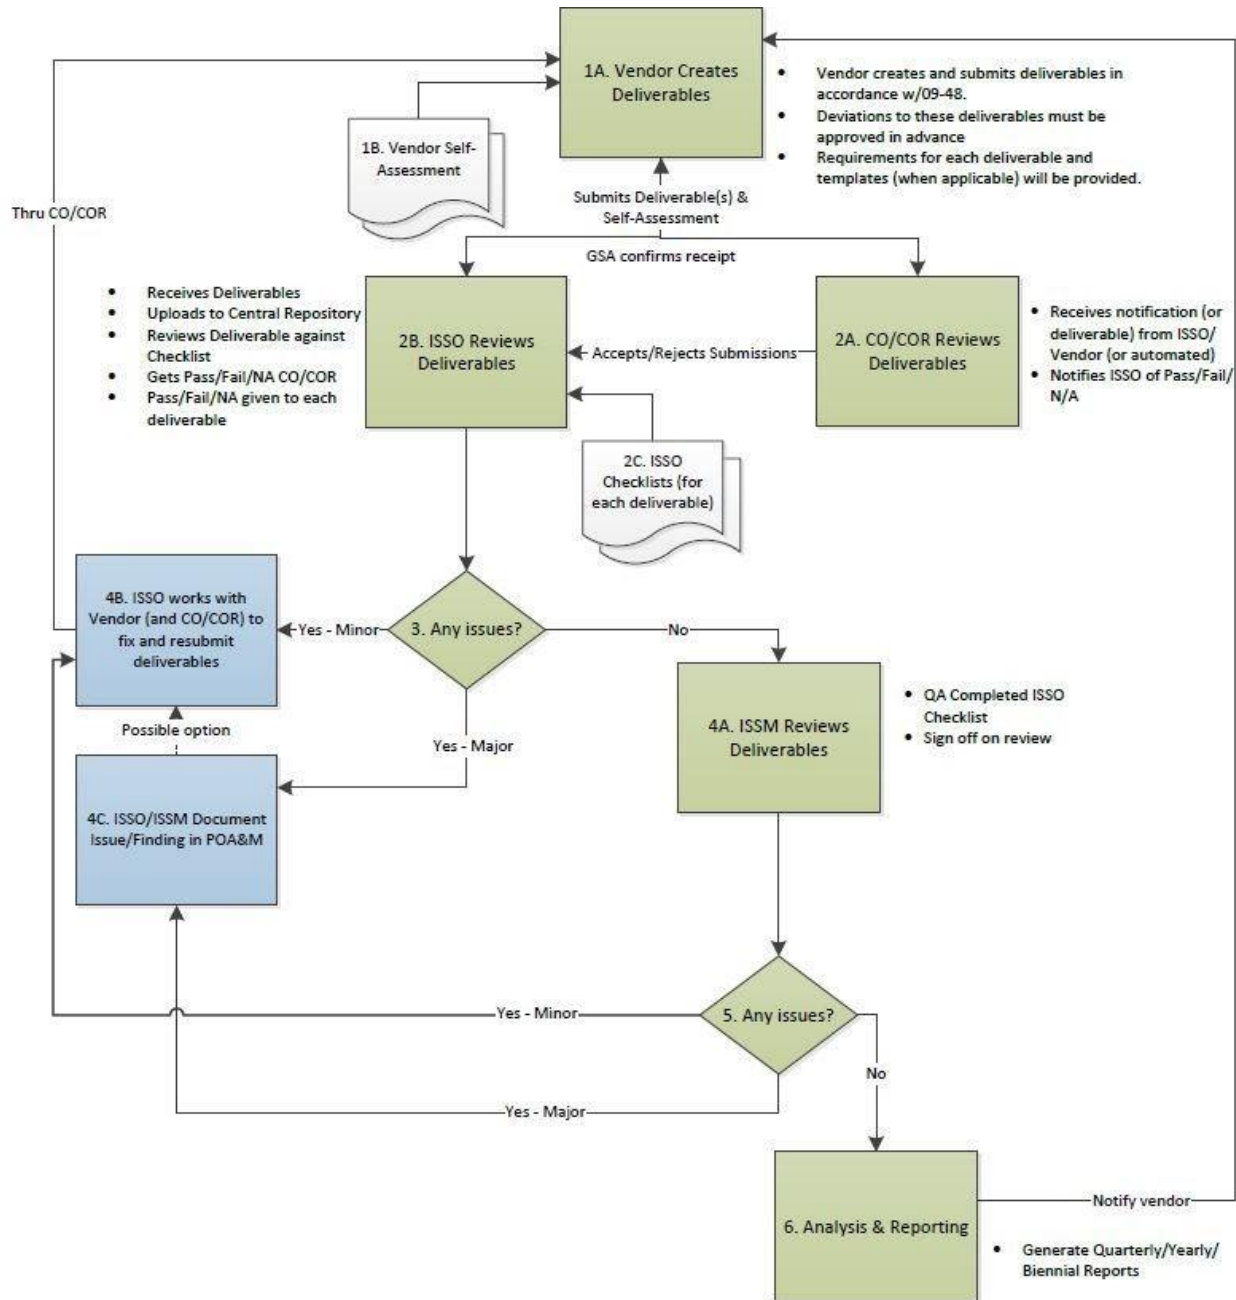 1A. Vendor Creates
Deliverables
• Vendor creates and submits deliverables in
accordance w/09-48.
• Deviations to these deliverables must be
approved in advance
• Requirements for each deliverable and
templates (when applicable) will be provided.
1B. Vendor Self-
Assessment
Thru CO/COR
Submits Deliverable(s) &
Self-Assessment
GSA confirms receipt
• Receives Deliverables
• Uploads to Central Repository
• Reviews Deliverable against
Checklist
• Gets Pass/Fail/NA CO/COR
• Pass/Fail/NA given to each
deliverable
2B. ISSO Reviews
Deliverables
Accepts/Rejects Submissions
2A. CO/COR Reviews
Deliverables
• Receives notification (or
deliverable) from ISSO/
Vendor (or automated)
• Notifies ISSO of Pass/Fail/
N/A
2C. ISSO
Checklists (for
each deliverable)
4B. ISSO works with
Vendor (and CO/COR) to
fix and resubmit
deliverables
Yes - Minor
3. Any issues?
No
Possible option
Yes - Major
4A. ISSM Reviews
Deliverables
• QA Completed ISSO
Checklist
• Sign off on review
4C. ISSO/ISSM Document
Issue/Finding in POA&M
Yes - Minor
5. Any issues?
No
Yes - Major
6. Analysis & Reporting
Notify vendor
• Generate Quarterly/Yearly/
Biennial Reports